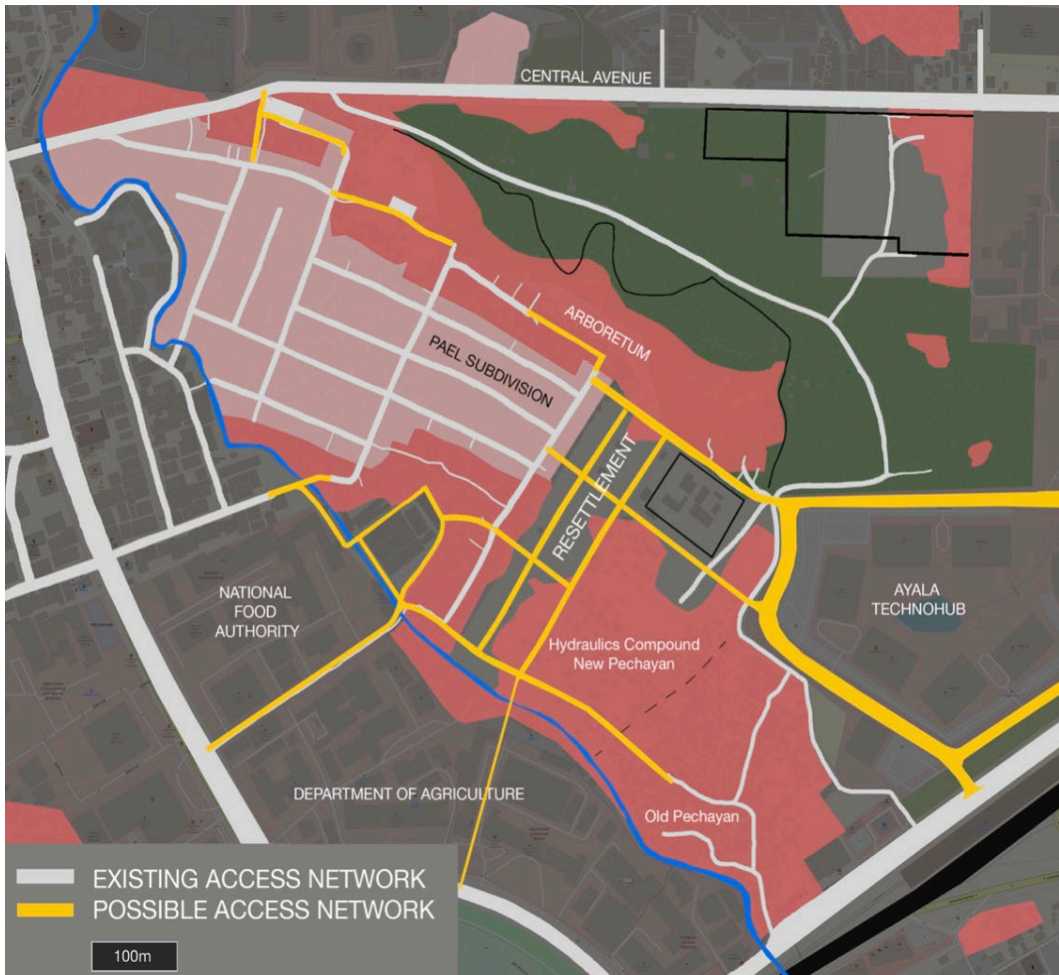 CENTRAL AVENUE
ARBORETUM
PAEL SUBDIVISION
RESETTLEMENT
NATIONAL
FOOD
AUTHORITY
AYALA
TECHNOHUB
Hydraulics Compound
New Pechayan
DEPARTMENT OF AGRICULTURE
Old Pechayan
EXISTING ACCESS NETWORK
POSSIBLE ACCESS NETWORK
100m